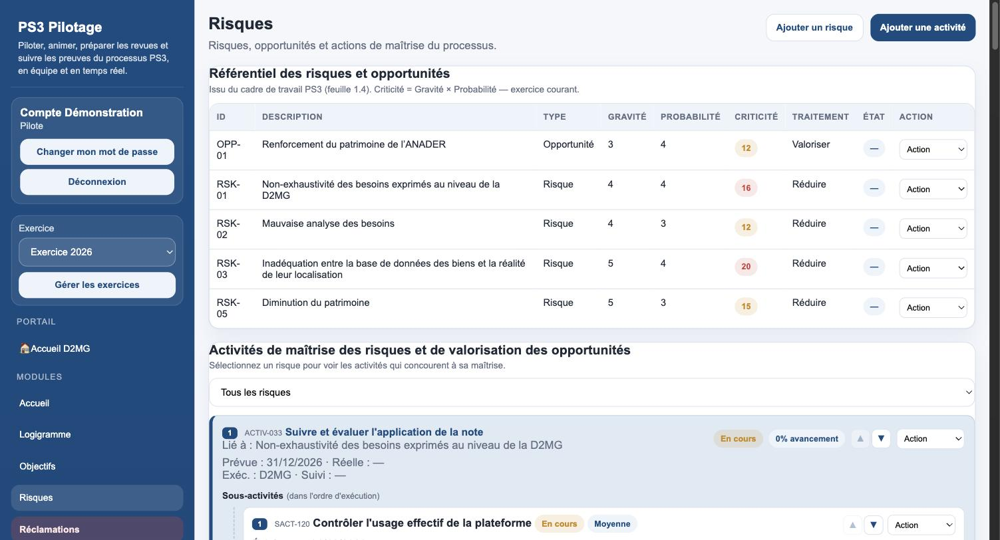 PS3 Pilotage
Piloter, animer, préparer les revues et
suivre les preuves du processus PS3,
en équipe et en temps réel.
Compte Démonstration
Pilote
Changer mon mot de passe
Déconnexion
Exercice
Exercice 2026
Gérer les exercices
PORTAIL
Accueil D2MG
MODULES
Accueil
Logigramme
Objectifs
Risques
Réclamations
Risques
Risques, opportunités et actions de maîtrise du processus.
Ajouter un risque
Ajouter une activité
Référentiel des risques et opportunités
Issu du cadre de travail PS3 (feuille 1.4). Criticité = Gravité × Probabilité — exercice courant.
ID DESCRIPTION TYPE GRAVITÉ PROBABILITÉ CRITICITÉ TRAITEMENT ÉTAT ACTION
OPP- Renforcement du patrimoine de l'ANADER Opportunité 3 4 12 Valoriser — Action
01
RSK- Non-exhaustivité des besoins exprimés au niveau de la Risque 4 4 16 Réduire — Action
01 D2MG
RSK- Mauvaise analyse des besoins Risque 4 3 12 Réduire — Action
02
RSK- Inadéquation entre la base de données des biens et la réalité Risque 5 4 20 Réduire — Action
03 de leur localisation
RSK- Diminution du patrimoine Risque 5 3 15 Réduire — Action
05
Activités de maîtrise des risques et de valorisation des opportunités
Sélectionnez un risque pour voir les activités qui concourent à sa maîtrise.
Tous les risques
1 ACTIV-033 Suivre et évaluer l'application de la note En cours 0% avancement ▲ ▼ Action
Lié à : Non-exhaustivité des besoins exprimés au niveau de la D2MG
Prévue : 31/12/2026 · Réelle : —
Exéc. : D2MG · Suivi : —
Sous-activités (dans l'ordre d'exécution)
1 SACT-120 Contrôler l'usage effectif de la plateforme En cours Moyenne ▲ ▼ Action